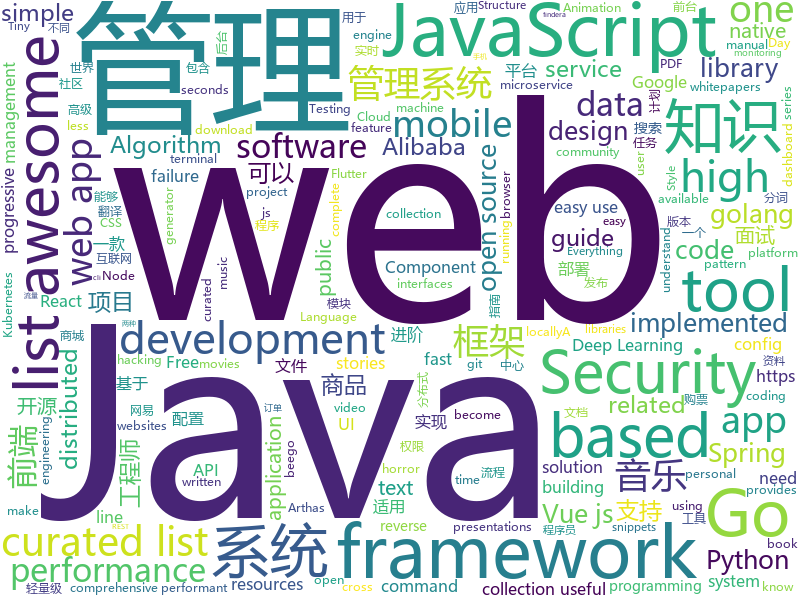 simple
Tiny
不同
awesome
list
管理
JavaScript
one
native
manual
Day
monitoring
用于
engine
实时
应用
Structure
Animation
前台
findera
手机
后台
包含
seconds
世界
社区
高级
less
download
Testing
Cloud
feature
machine
管理系统
平台
service
microservice
PDF
Google
计算
library
whitepapers
搜索
任务
series
dashboard
mobile
data
design
Algorithm
software
Alibaba
可以
知识
progressive
management
web app
terminal
failure
project
Flutter
community
user
Style
available
分词
high
open source
browser
easy use
guide
golang
能够
翻译
CSS
一款
generator
js
程序
complete
collection
easy
Everything
版本
一个
code
面试
understand
pattern
platform
互联网
cli
Node
curated
music
public
Component
interfaces
running
部署
发布
指南
tool
Kubernetes
流量
React
项目
模块
Language
libraries
两种
web
Java
implemented
商城
hacking
development
进阶
框架
Deep Learning
locallyA
config
资料
Free
movies
文件
stories
fast
git
中心
Security
related
https
购票
coding
前端
distributed
基于
商品
分布式
开源
网易
websites
配置
video
实现
become
订单
文档
based
app
engineering
工程师
application
UI
权限
horror
音乐
支持
Spring
curated list
API
written
beego
text
适用
流程
solution
building
Vue js
工具
need
personal
Go
make
performance
line
Arthas
time
reverse
presentations
using
程序员
snippets
provides
book
轻量级
comprehensive
performant
系统
resources
open
REST
cross
framework
command
collection useful
programming
Python
system
know